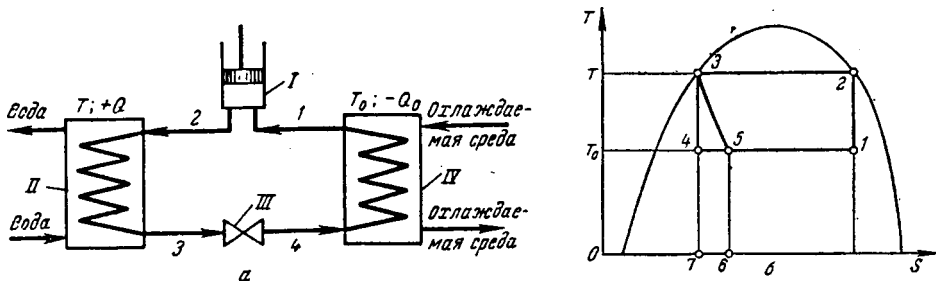 I
T; +Q
T₀; −Q₀
Вода
2
1
Охлаждае-
мая среда
II
IV
III
Вода
3
4
Охлаждае-
мая среда
а
T
3
T
2
T₀
4
5
1
0
7
6
б
S